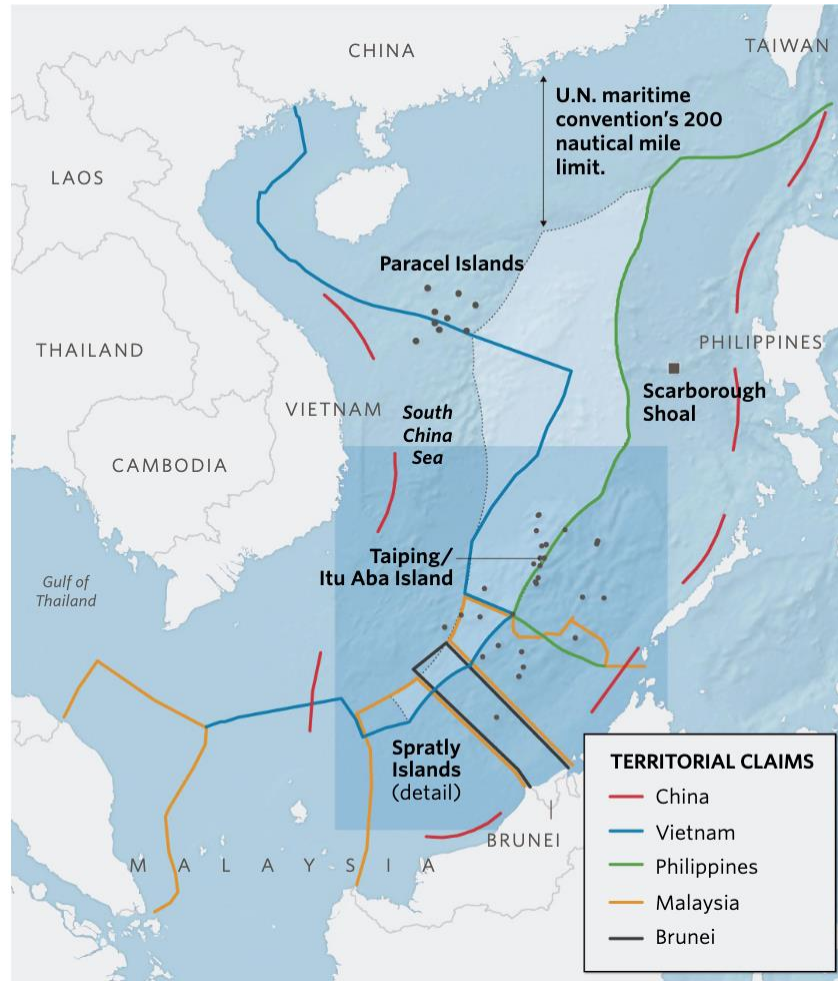 CHINA
TAIWAN
U.N. maritime
convention's 200
nautical mile
limit.
LAOS
Paracel Islands
THAILAND
PHILIPPINES
Scarborough
Shoal
VIETNAM
South
China
Sea
CAMBODIA
Taiping/
Itu Aba Island
Gulf of
Thailand
Spratly
Islands
(detail)
BRUNEI
MALAYSIA
TERRITORIAL CLAIMS
China
Vietnam
Philippines
Malaysia
Brunei